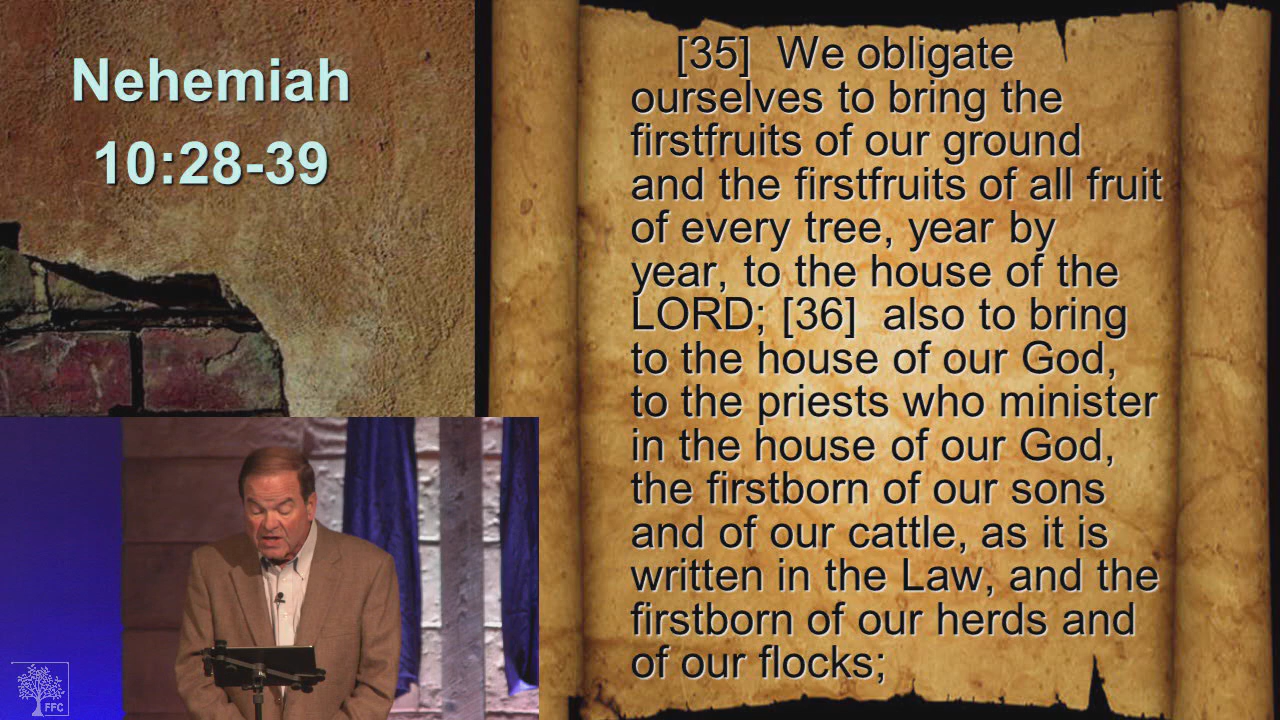 Nehemiah
10:28-39
[35]  We obligate
ourselves to bring the
firstfruits of our ground
and the firstfruits of all fruit
of every tree, year by
year, to the house of the
LORD; [36]  also to bring
to the house of our God,
to the priests who minister
in the house of our God,
the firstborn of our sons
and of our cattle, as it is
written in the Law, and the
firstborn of our herds and
of our flocks;
FFC